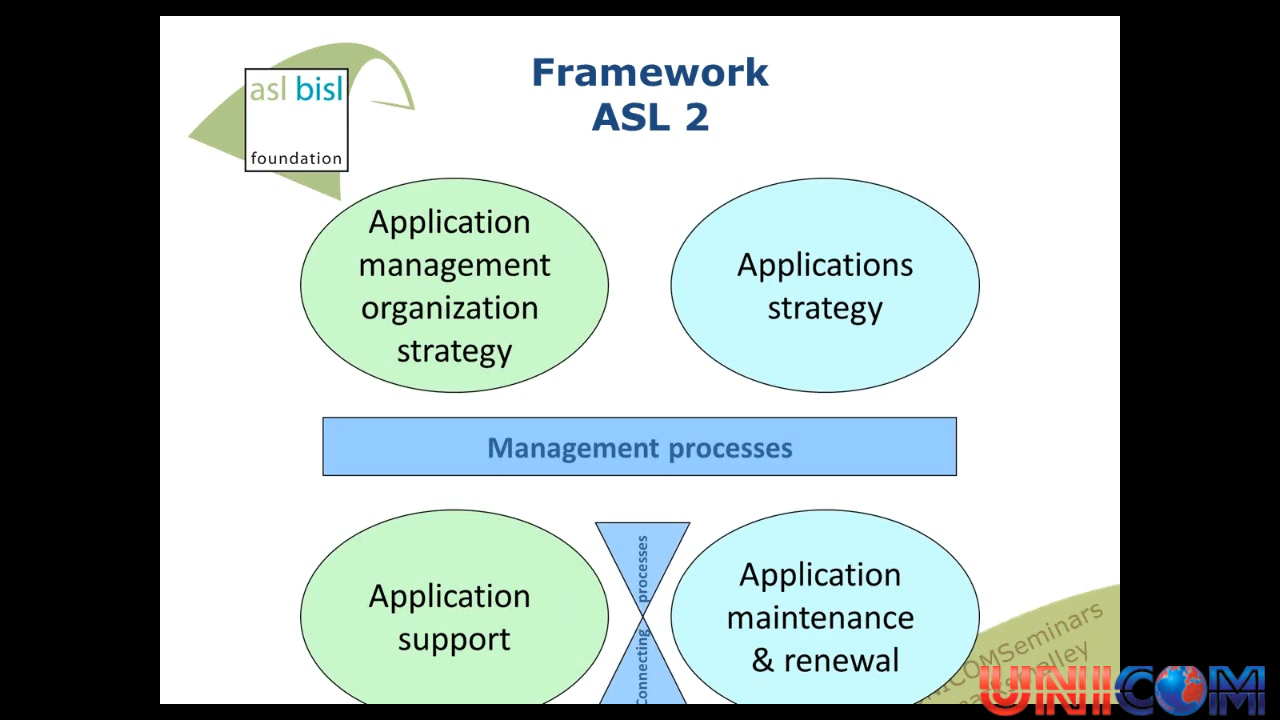 asl bisl
foundation
Framework
ASL 2
Application
management
organization
strategy
Applications
strategy
Management processes
Application
support
Connecting processes
Application
maintenance
& renewal
UNICOM